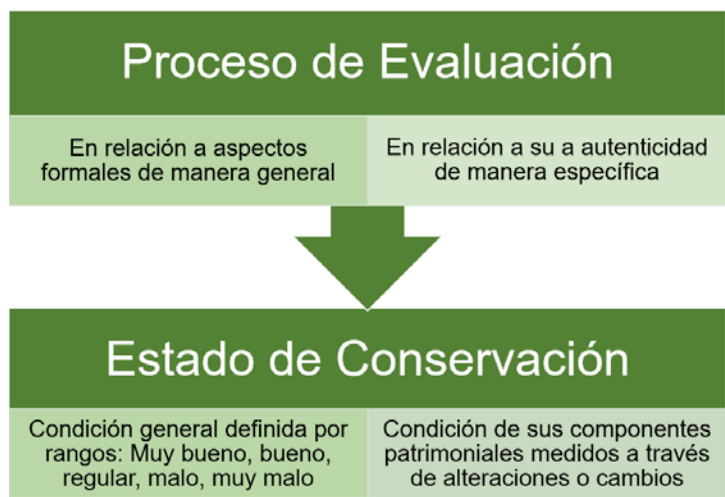 Proceso de Evaluación
En relación a aspectos
formales de manera general
En relación a su a autenticidad
de manera específica
Estado de Conservación
Condición general definida por
rangos: Muy bueno, bueno,
regular, malo, muy malo
Condición de sus componentes
patrimoniales medidos a través
de alteraciones o cambios